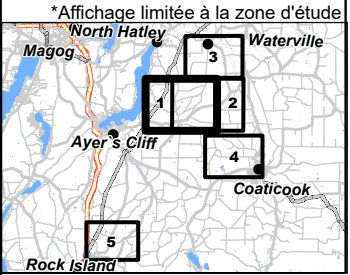 *Affichage limitée à la zone d'étude
North Hatley
Waterville
Magog
3
1
2
Ayer's Cliff
4
Coaticook
5
Rock Island